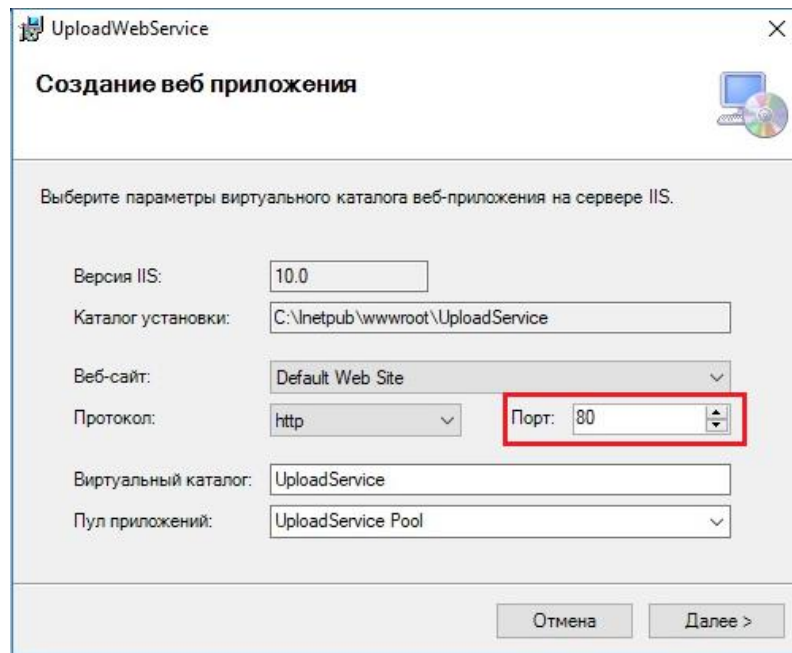 UploadWebService
Создание веб приложения
Выберите параметры виртуального каталога веб-приложения на сервере IIS.
Версия IIS: 10.0
Каталог установки: C:\Inetpub\wwwroot\UploadService
Веб-сайт: Default Web Site
Протокол: http Порт: 80
Виртуальный каталог: UploadService
Пул приложений: UploadService Pool
Отмена Далее >